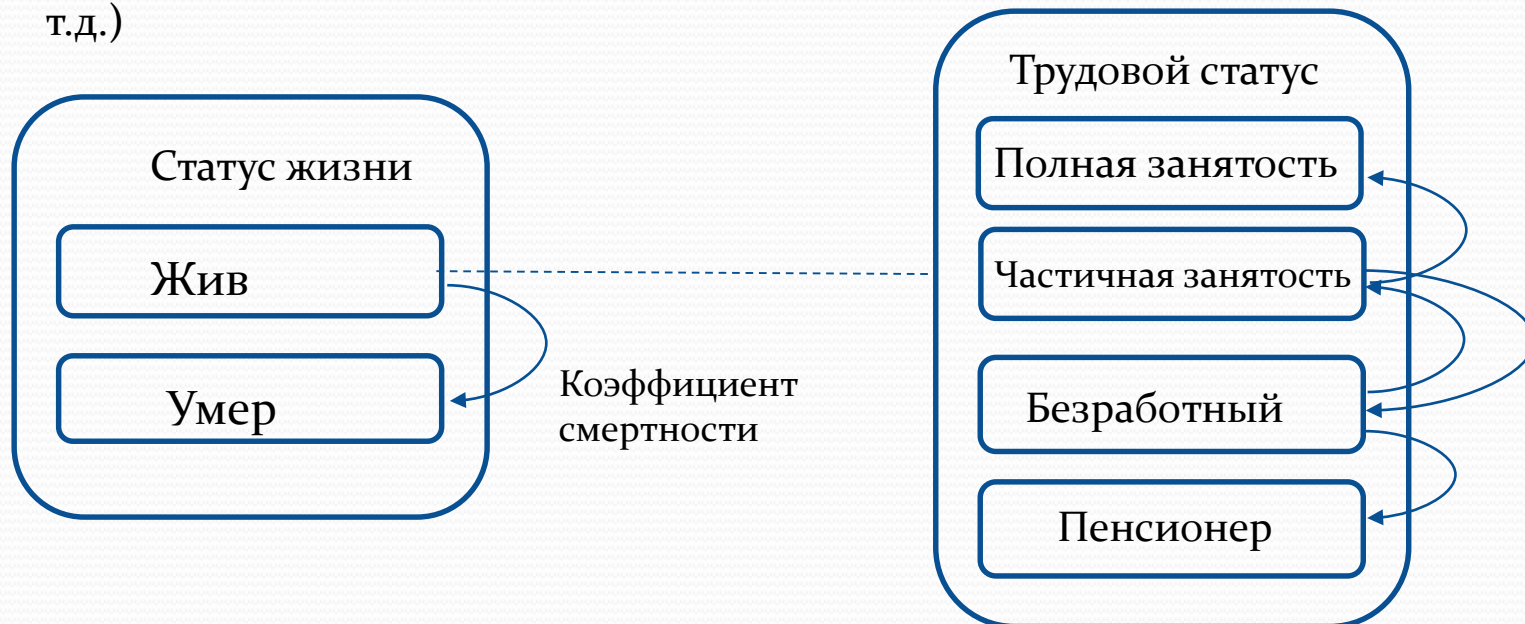 т.д.)
Статус жизни
Жив
Умер
Коэффициент
смертности
Трудовой статус
Полная занятость
Частичная занятость
Безработный
Пенсионер